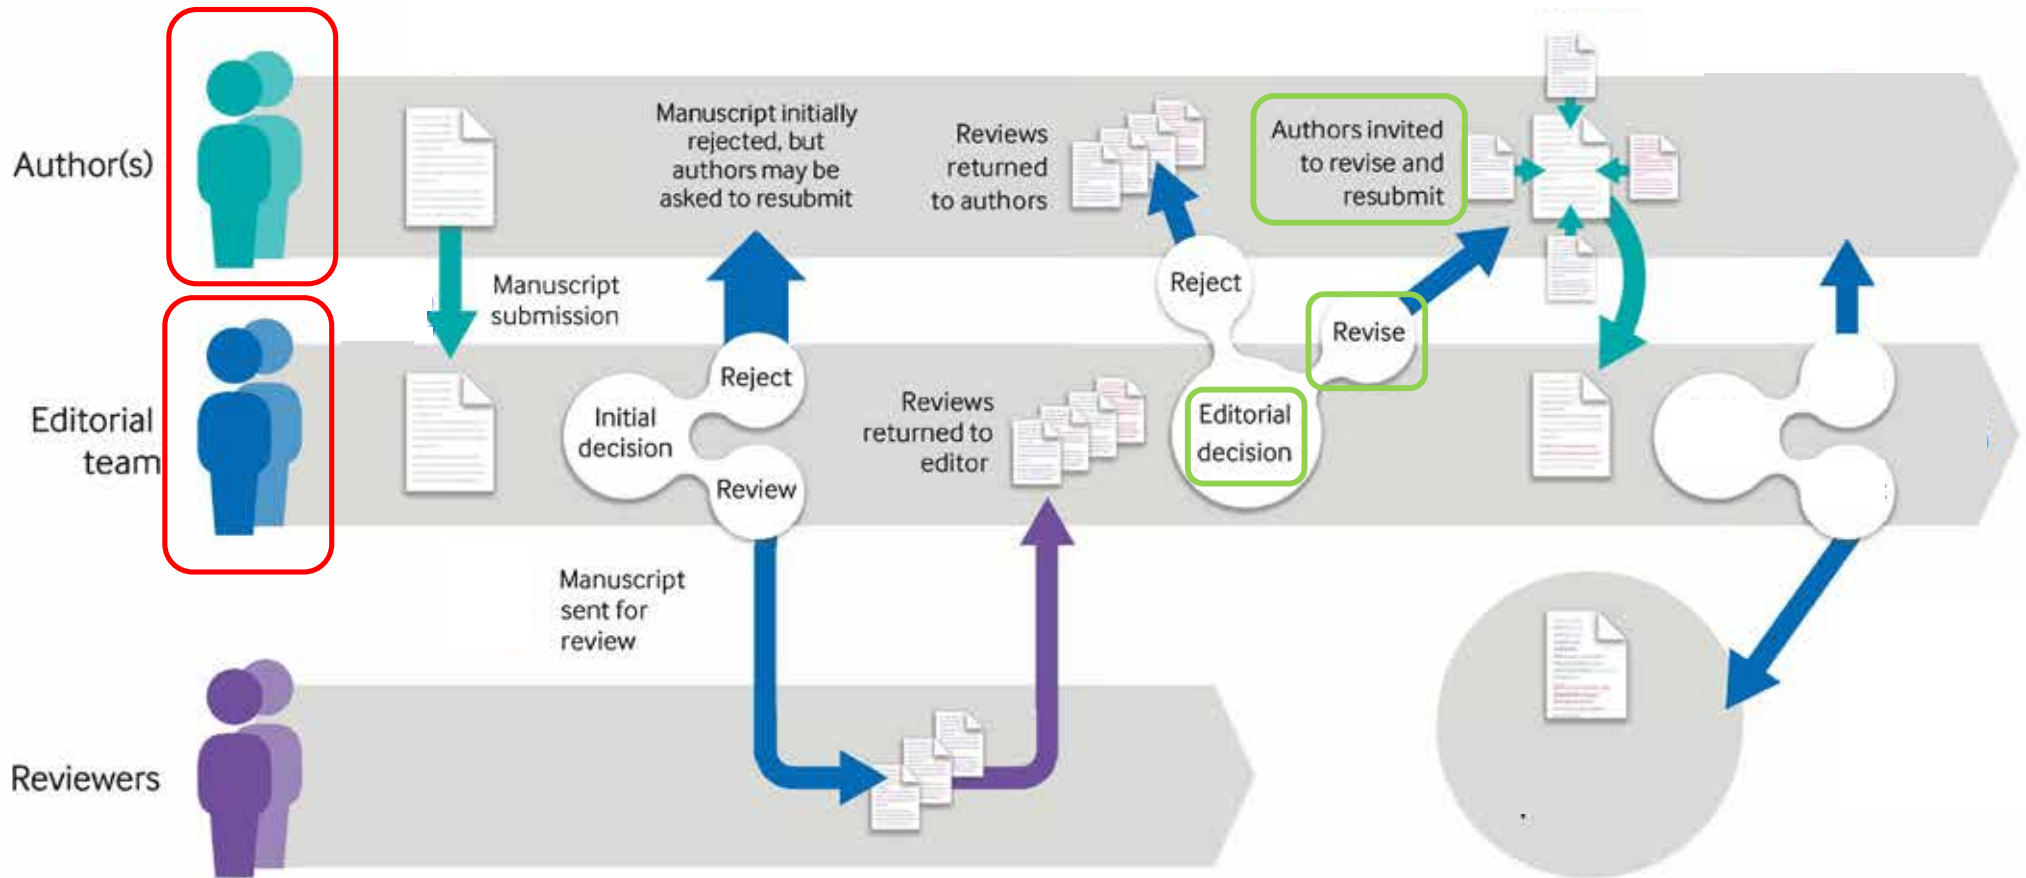 Author(s)
Manuscript initially
rejected, but
authors may be
asked to resubmit
Reviews
returned
to authors
Authors invited
to revise and
resubmit
Manuscript
submission
Reject
Revise
Editorial
team
Initial
decision
Reject
Review
Reviews
returned to
editor
Editorial
decision
Manuscript
sent for
review
Reviewers